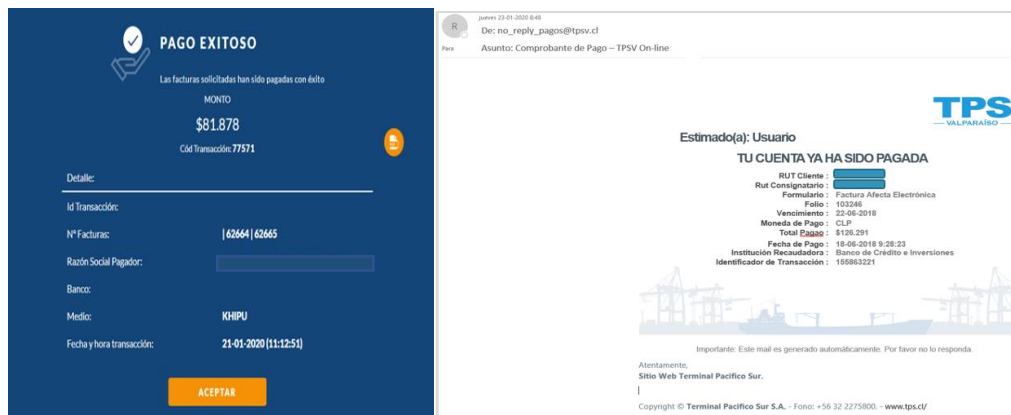 PAGO EXITOSO
Las facturas solicitadas han sido pagadas con éxito
MONTO
$81.878
Cód Transacción: 77571
Detalle:
Id Transacción:
N° Facturas: | 62664 | 62665
Razón Social Pagador:
Banco:
Medio: KHIPU
Fecha y hora transacción: 21-01-2020 (11:12:51)
ACEPTAR
R
jueves 23-01-2020 8:48
De: no_reply_pagos@tpsv.cl
Para
Asunto: Comprobante de Pago – TPSV On-line
TPS
VALPARAÍSO
Estimado(a): Usuario
TU CUENTA YA HA SIDO PAGADA
RUT Cliente :
Rut Consignatario :
Formulario : Factura Afecta Electrónica
Folio : 103246
Vencimiento : 22-06-2018
Moneda de Pago : CLP
Total Pagao : $126.291
Fecha de Pago : 18-06-2018 9:28:23
Institución Recaudadora : Banco de Crédito e Inversiones
Identificador de Transacción : 155863221
Importante: Este mail es generado automáticamente. Por favor no lo responda.
Atentamente,
Sitio Web Terminal Pacífico Sur.
Copyright © Terminal Pacífico Sur S.A. - Fono: +56 32 2275800. - www.tps.cl/